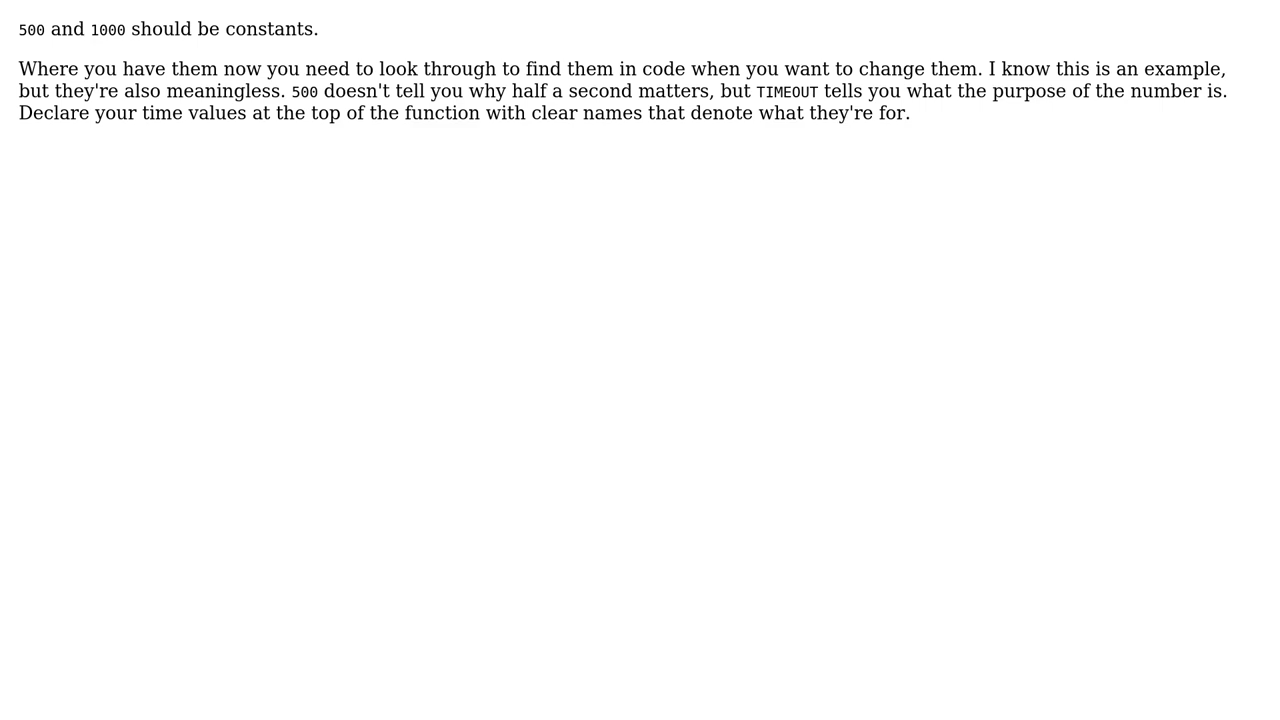 500 and 1000 should be constants.
Where you have them now you need to look through to find them in code when you want to change them. I know this is an example,
but they're also meaningless. 500 doesn't tell you why half a second matters, but TIMEOUT tells you what the purpose of the number is.
Declare your time values at the top of the function with clear names that denote what they're for.